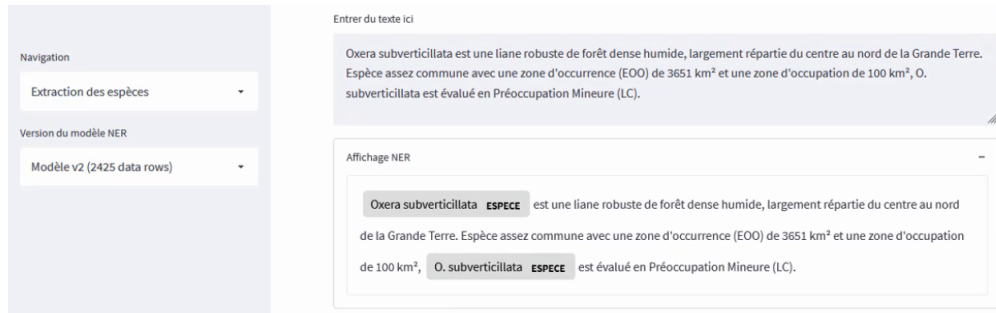 Navigation
Extraction des espèces
Version du modèle NER
Modèle v2 (2425 data rows)
Entrer du texte ici
Oxera subverticillata est une liane robuste de forêt dense humide, largement répartie du centre au nord de la Grande Terre.
Espèce assez commune avec une zone d'occurrence (EOO) de 3651 km² et une zone d'occupation de 100 km², O.
subverticillata est évalué en Préoccupation Mineure (LC).
Affichage NER
Oxera subverticillata ESPECE est une liane robuste de forêt dense humide, largement répartie du centre au nord
de la Grande Terre. Espèce assez commune avec une zone d'occurrence (EOO) de 3651 km² et une zone d'occupation
de 100 km², O. subverticillata ESPECE est évalué en Préoccupation Mineure (LC).